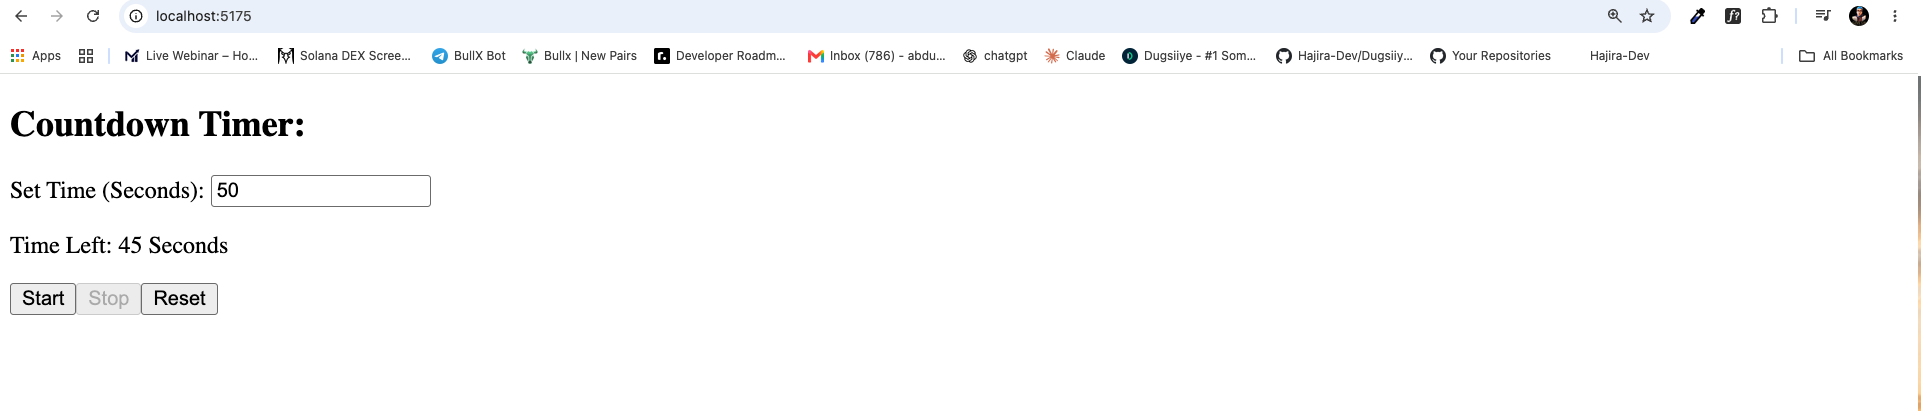 localhost:5175
Apps Live Webinar – Ho... Solana DEX Scree... BullX Bot Bullx | New Pairs Developer Roadm... Inbox (786) - abdu... chatgpt Claude Dugsiiye - #1 Som... Hajira-Dev/Dugsiiy... Your Repositories Hajira-Dev All Bookmarks
Countdown Timer:
Set Time (Seconds): 50
Time Left: 45 Seconds
Start Stop Reset